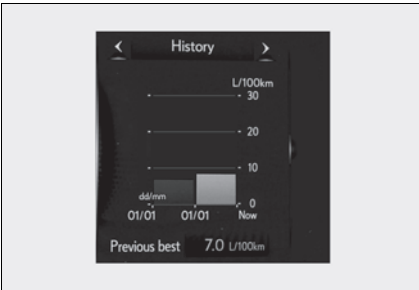 < History >
L/100km
30
20
10
dd/mm
0
01/01 01/01 Now
Previous best 7.0 L/100km